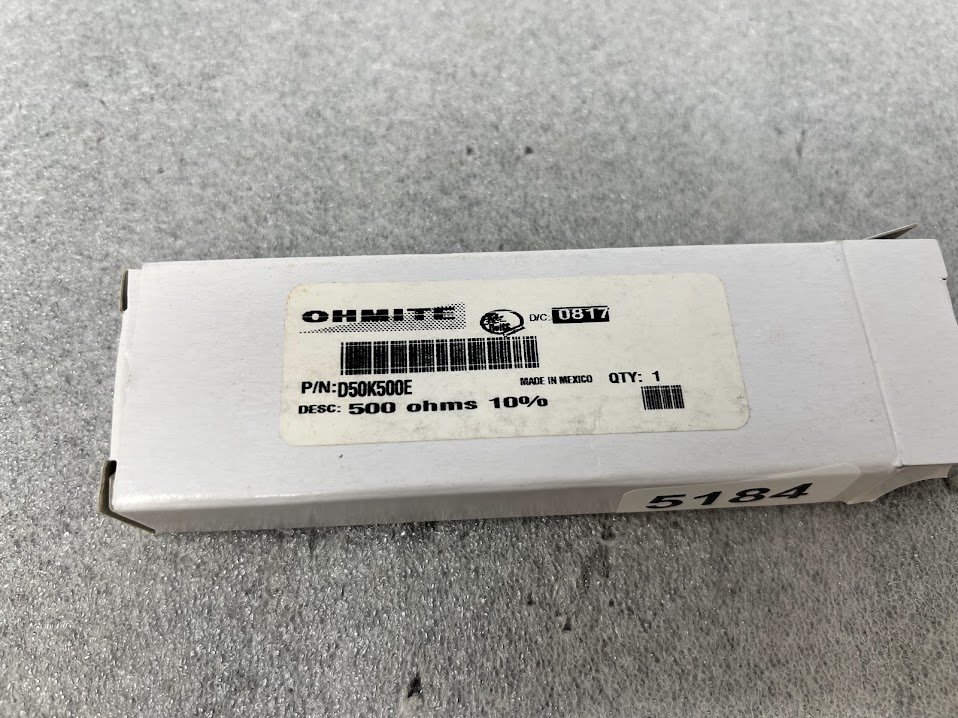 OHMITE
D/C: 0817
P/N: D50K500E
MADE IN MEXICO QTY: 1
DESC: 500 ohms 10%
5184